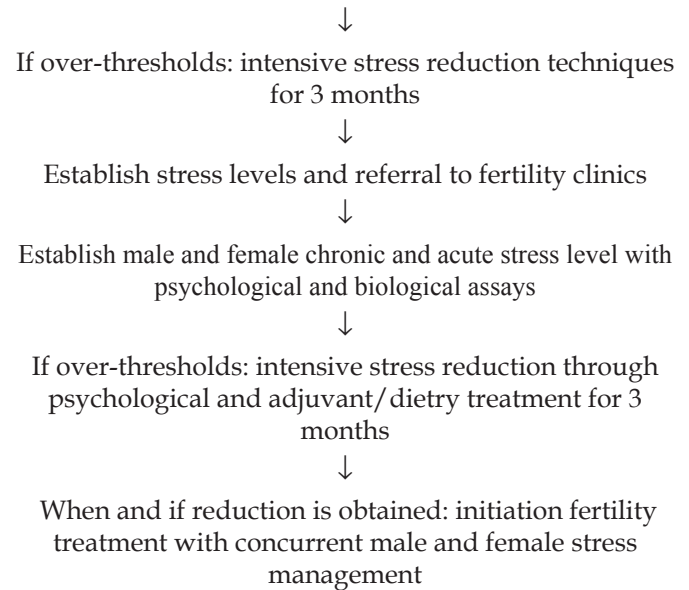 ↓
If over-thresholds: intensive stress reduction techniques
for 3 months
↓
Establish stress levels and referral to fertility clinics
↓
Establish male and female chronic and acute stress level with
psychological and biological assays
↓
If over-thresholds: intensive stress reduction through
psychological and adjuvant/dietry treatment for 3
months
↓
When and if reduction is obtained: initiation fertility
treatment with concurrent male and female stress
management